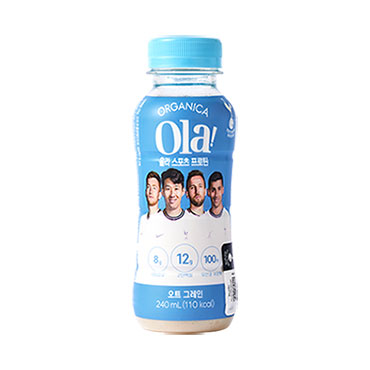 ORGANICA
Ola!
올라 스포츠 프로틴
8g 12g 100%
오트 그레인
240 mL (110 kcal)